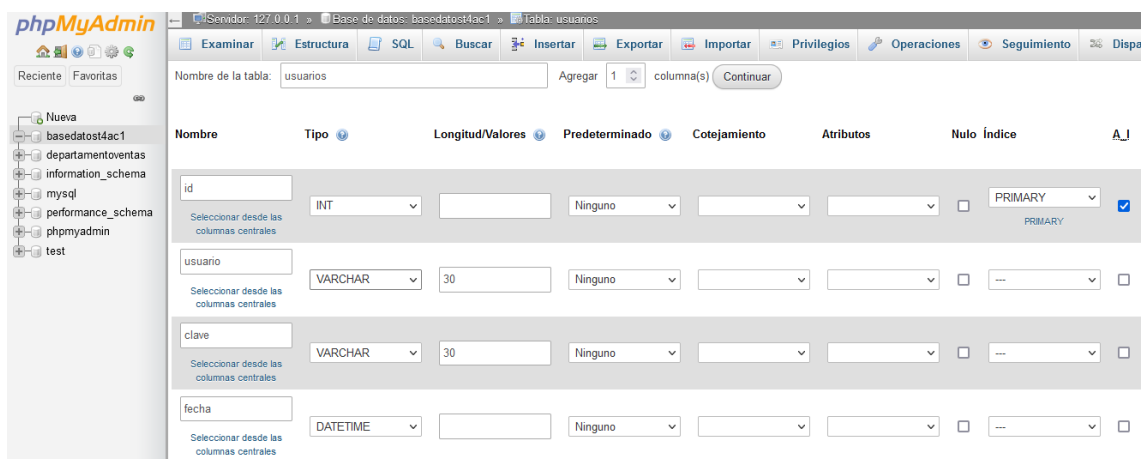 phpMyAdmin
Reciente Favoritas
Nueva
basedatost4ac1
departamentoventas
information_schema
mysql
performance_schema
phpmyadmin
test
← Servidor: 127.0.0.1 » Base de datos: basedatost4ac1 » Tabla: usuarios
Examinar Estructura SQL Buscar Insertar Exportar Importar Privilegios Operaciones Seguimiento Dispa
Nombre de la tabla: usuarios Agregar 1 columna(s) Continuar
Nombre Tipo Longitud/Valores Predeterminado Cotejamiento Atributos Nulo Índice A_I
id INT Ninguno PRIMARY
Seleccionar desde las
columnas centrales
PRIMARY
usuario VARCHAR 30 Ninguno ---
Seleccionar desde las
columnas centrales
clave VARCHAR 30 Ninguno ---
Seleccionar desde las
columnas centrales
fecha DATETIME Ninguno ---
Seleccionar desde las
columnas centrales